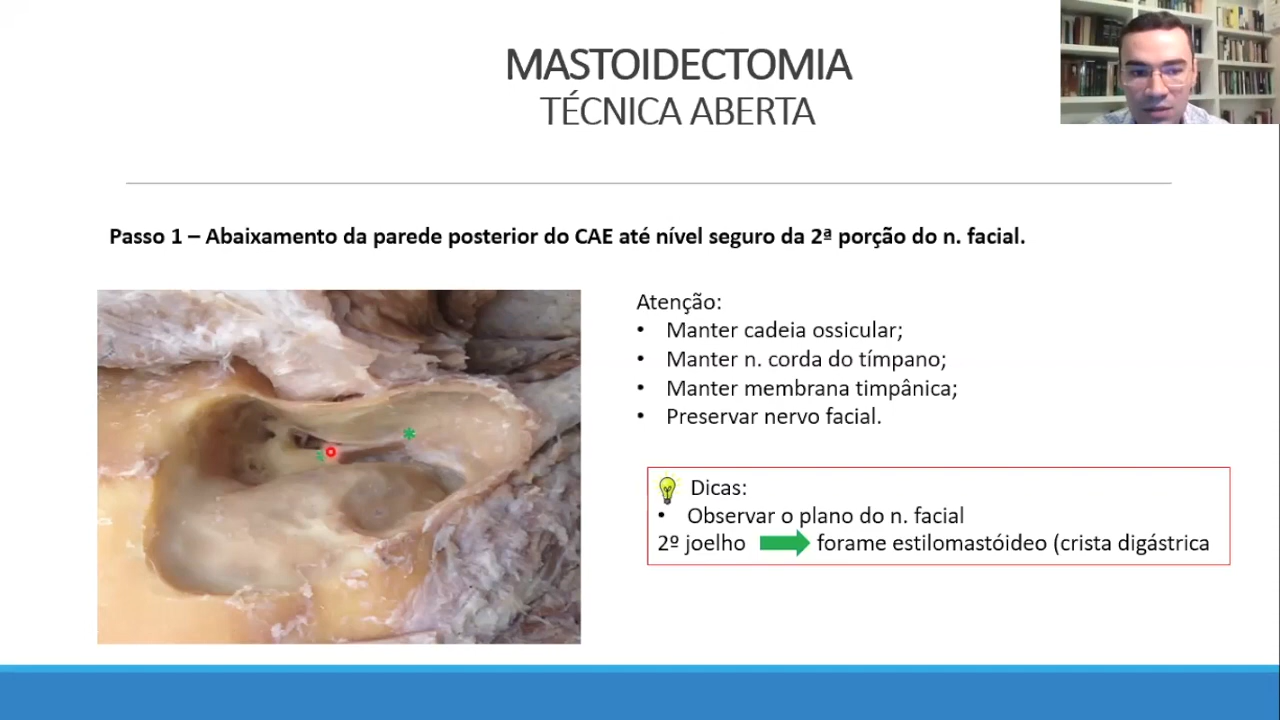 MASTOIDECTOMIA
TÉCNICA ABERTA
Passo 1 – Abaixamento da parede posterior do CAE até nível seguro da 2ª porção do n. facial.
Atenção:
• Manter cadeia ossicular;
• Manter n. corda do tímpano;
• Manter membrana timpânica;
• Preservar nervo facial.
Dicas:
• Observar o plano do n. facial
2º joelho forame estilomastóideo (crista digástrica